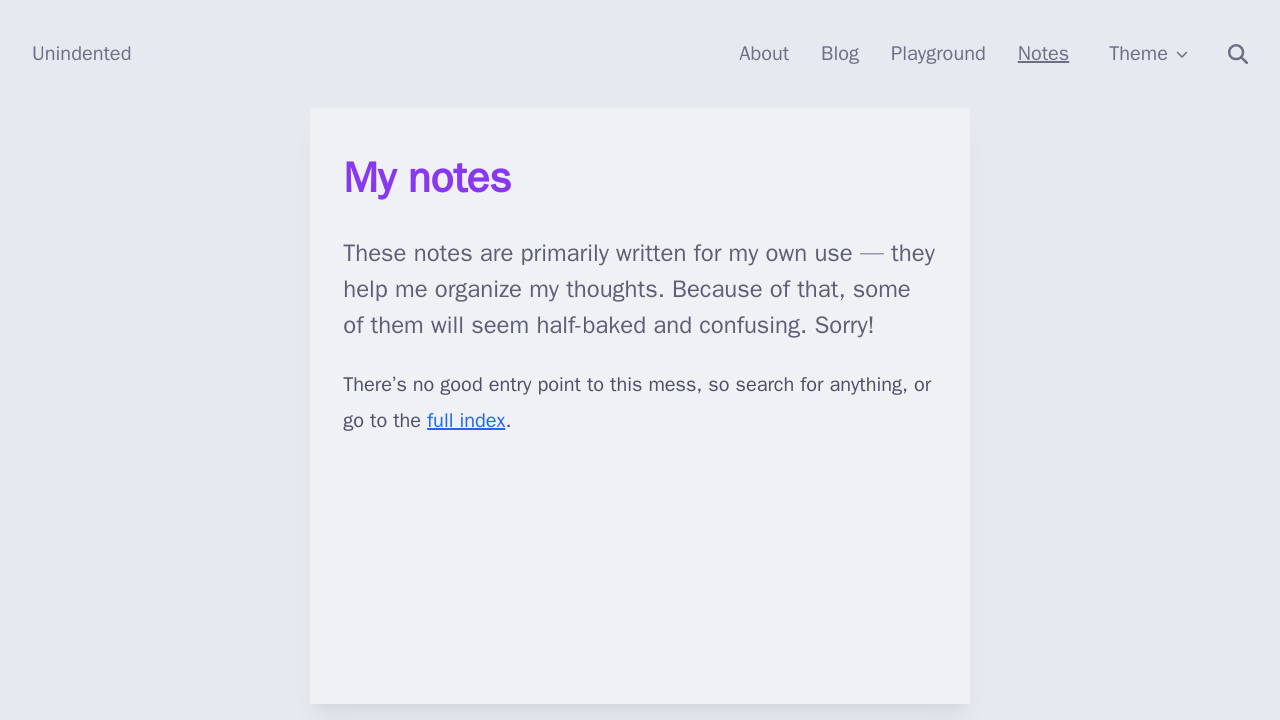 Unindented
About Blog Playground Notes Theme
My notes
These notes are primarily written for my own use — they
help me organize my thoughts. Because of that, some
of them will seem half-baked and confusing. Sorry!
There’s no good entry point to this mess, so search for anything, or
go to the full index.